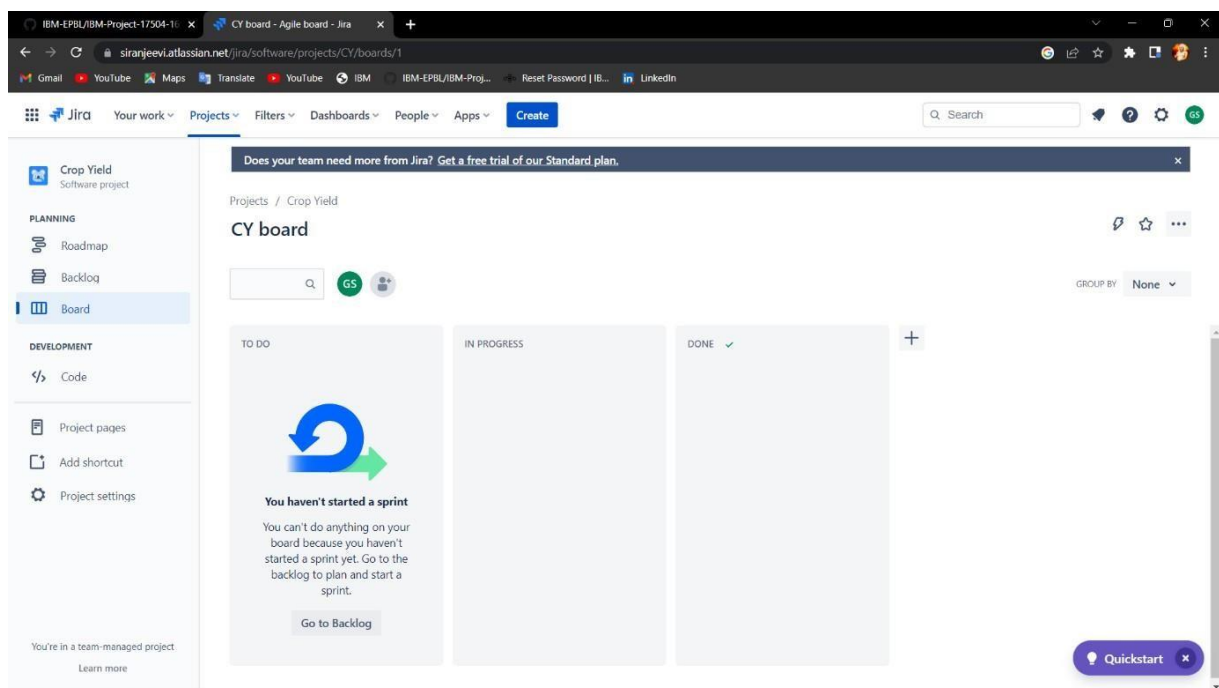 IBM-EPBL/IBM-Project-17504-16
CY board - Agile board - Jira
siranjeevi.atlassian.net/jira/software/projects/CY/boards/1
Gmail YouTube Maps Translate YouTube IBM IBM-EPBL/IBM-Proj... Reset Password | IB... LinkedIn
Jira Your work Projects Filters Dashboards People Apps Create Search GS
Does your team need more from Jira? Get a free trial of our Standard plan.
Crop Yield
Software project
PLANNING
Roadmap
Backlog
Board
DEVELOPMENT
Code
Project pages
Add shortcut
Project settings
You're in a team-managed project
Learn more
Projects / Crop Yield
CY board
GS
GROUP BY None
TO DO
IN PROGRESS
DONE
You haven't started a sprint
You can't do anything on your
board because you haven't
started a sprint yet. Go to the
backlog to plan and start a
sprint.
Go to Backlog
Quickstart